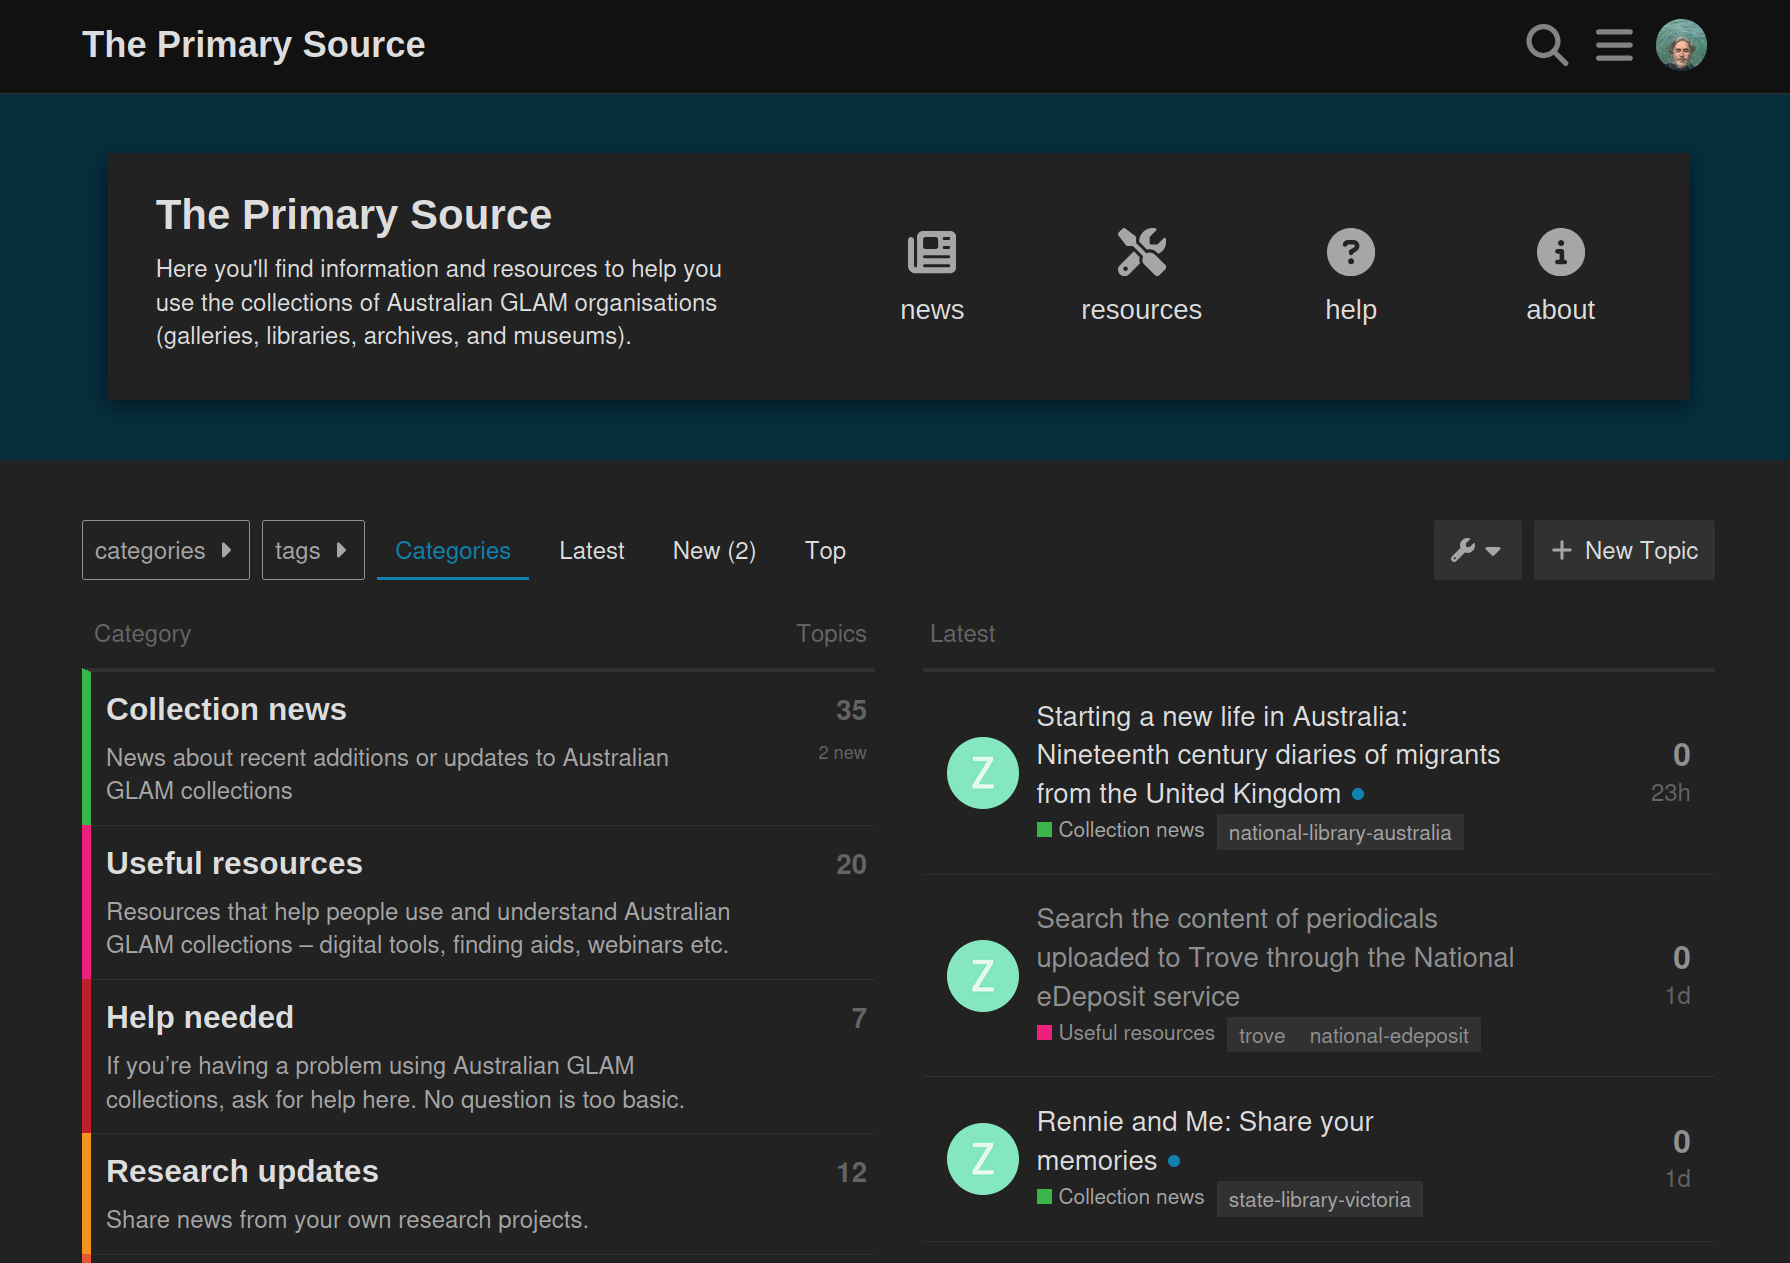 The Primary Source
The Primary Source
Here you'll find information and resources to help you
use the collections of Australian GLAM organisations
(galleries, libraries, archives, and museums).
news
resources
help
about
categories
tags
Categories
Latest
New (2)
Top
New Topic
Category
Topics
Collection news
35
News about recent additions or updates to Australian
GLAM collections
2 new
Useful resources
20
Resources that help people use and understand Australian
GLAM collections – digital tools, finding aids, webinars etc.
Help needed
7
If you’re having a problem using Australian GLAM
collections, ask for help here. No question is too basic.
Research updates
12
Share news from your own research projects.
Latest
Z
Starting a new life in Australia:
Nineteenth century diaries of migrants
from the United Kingdom
0
23h
Collection news
national-library-australia
Z
Search the content of periodicals
uploaded to Trove through the National
eDeposit service
0
1d
Useful resources
trove
national-edeposit
Z
Rennie and Me: Share your
memories
0
1d
Collection news
state-library-victoria